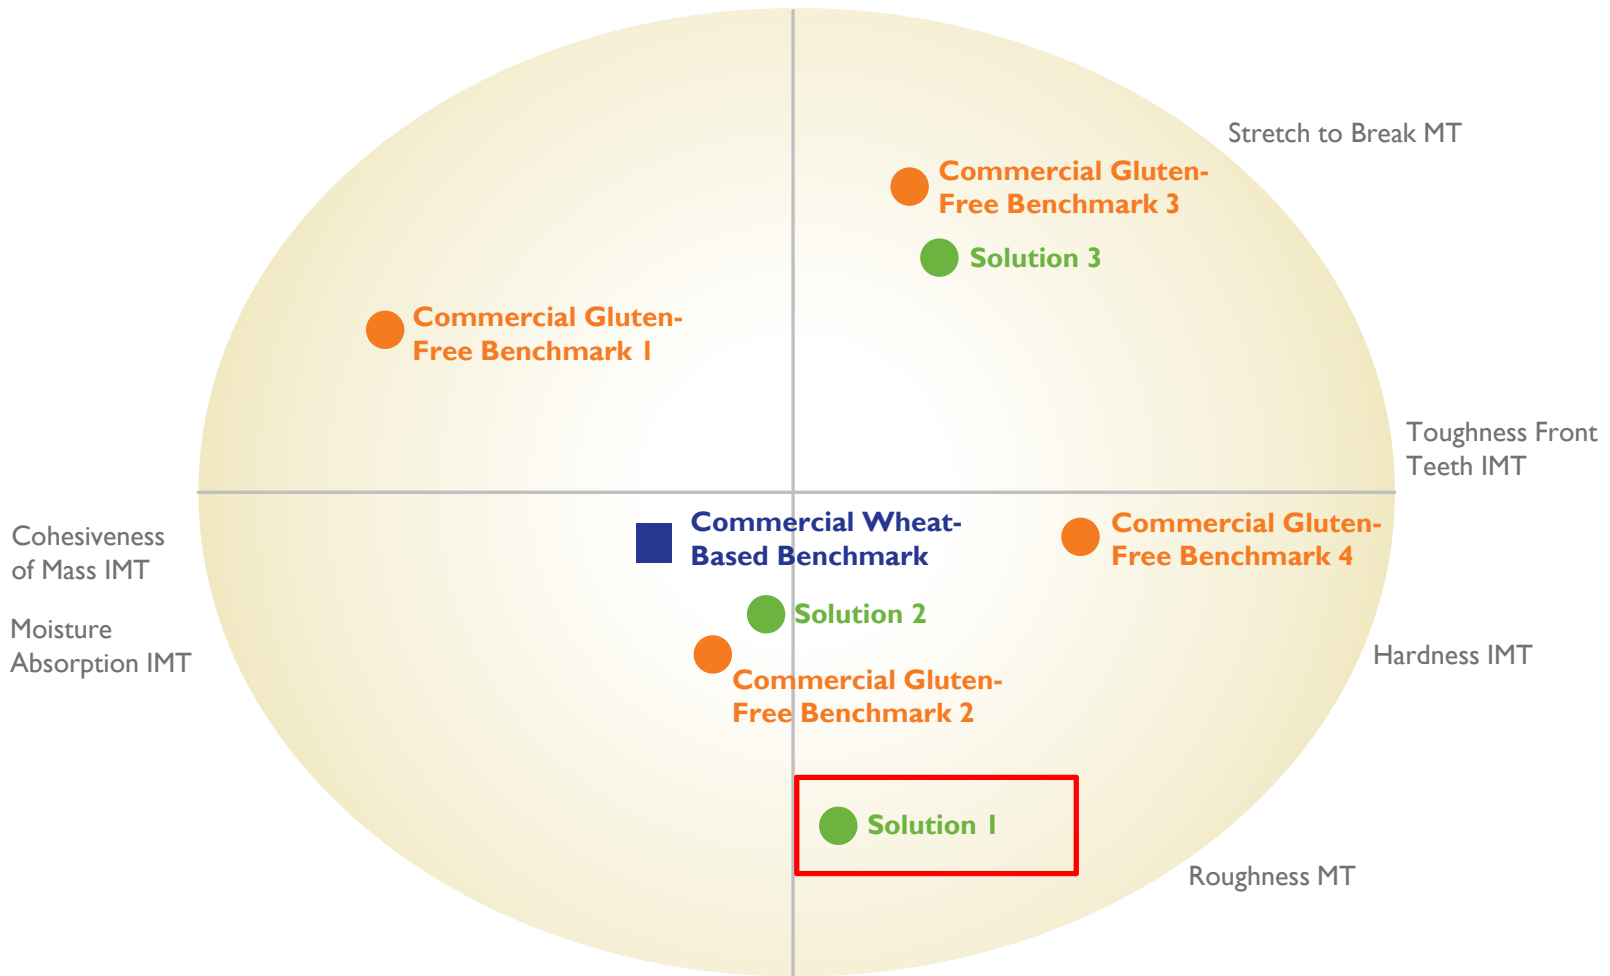 Stretch to Break MT
Commercial Gluten-
Free Benchmark 3
Solution 3
Commercial Gluten-
Free Benchmark 1
Toughness Front
Teeth IMT
Cohesiveness
of Mass IMT
Commercial Wheat-
Based Benchmark
Commercial Gluten-
Free Benchmark 4
Solution 2
Moisture
Absorption IMT
Hardness IMT
Commercial Gluten-
Free Benchmark 2
Solution 1
Roughness MT